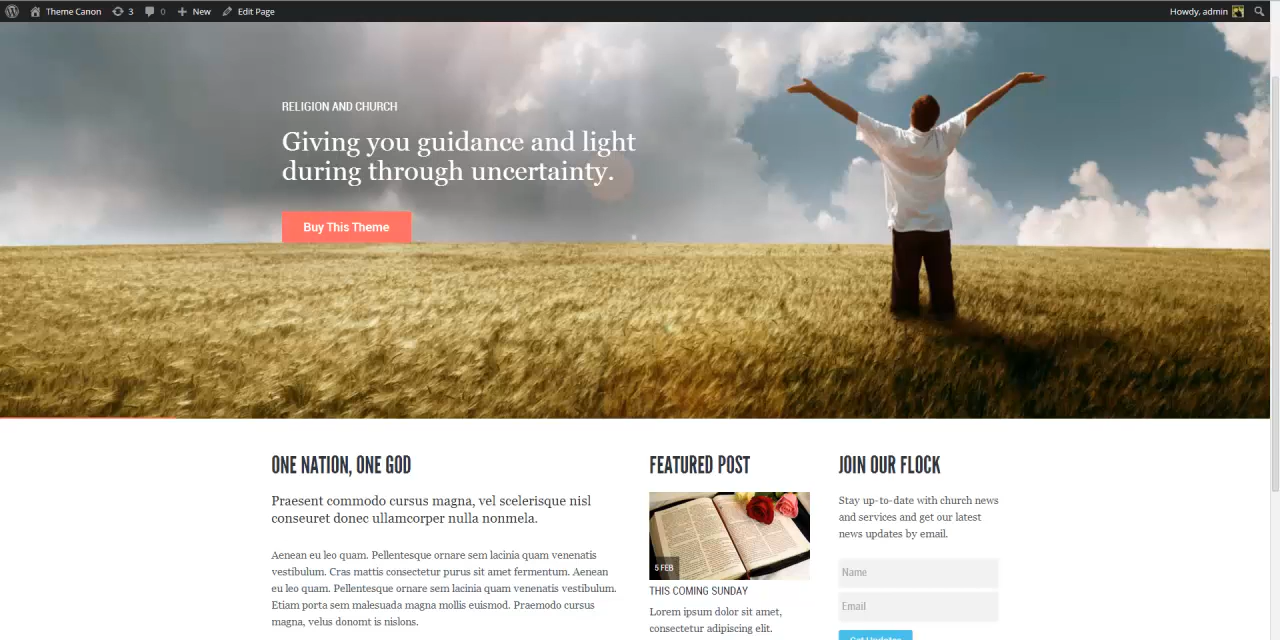 Theme Canon 3 0 New Edit Page Howdy, admin
RELIGION AND CHURCH
Giving you guidance and light
during through uncertainty.
Buy This Theme
ONE NATION, ONE GOD
Praesent commodo cursus magna, vel scelerisque nisl
conseuret donec ullamcorper nulla nonmela.
Aenean eu leo quam. Pellentesque ornare sem lacinia quam venenatis
vestibulum. Cras mattis consectetur purus sit amet fermentum. Aenean
eu leo quam. Pellentesque ornare sem lacinia quam venenatis vestibulum.
Etiam porta sem malesuada magna mollis euismod. Praemodo cursus
magna, velus donomt is nislons.
FEATURED POST
5 FEB
THIS COMING SUNDAY
Lorem ipsum dolor sit amet,
consectetur adipiscing elit.
JOIN OUR FLOCK
Stay up-to-date with church news
and services and get our latest
news updates by email.
Name
Email
Get Updates